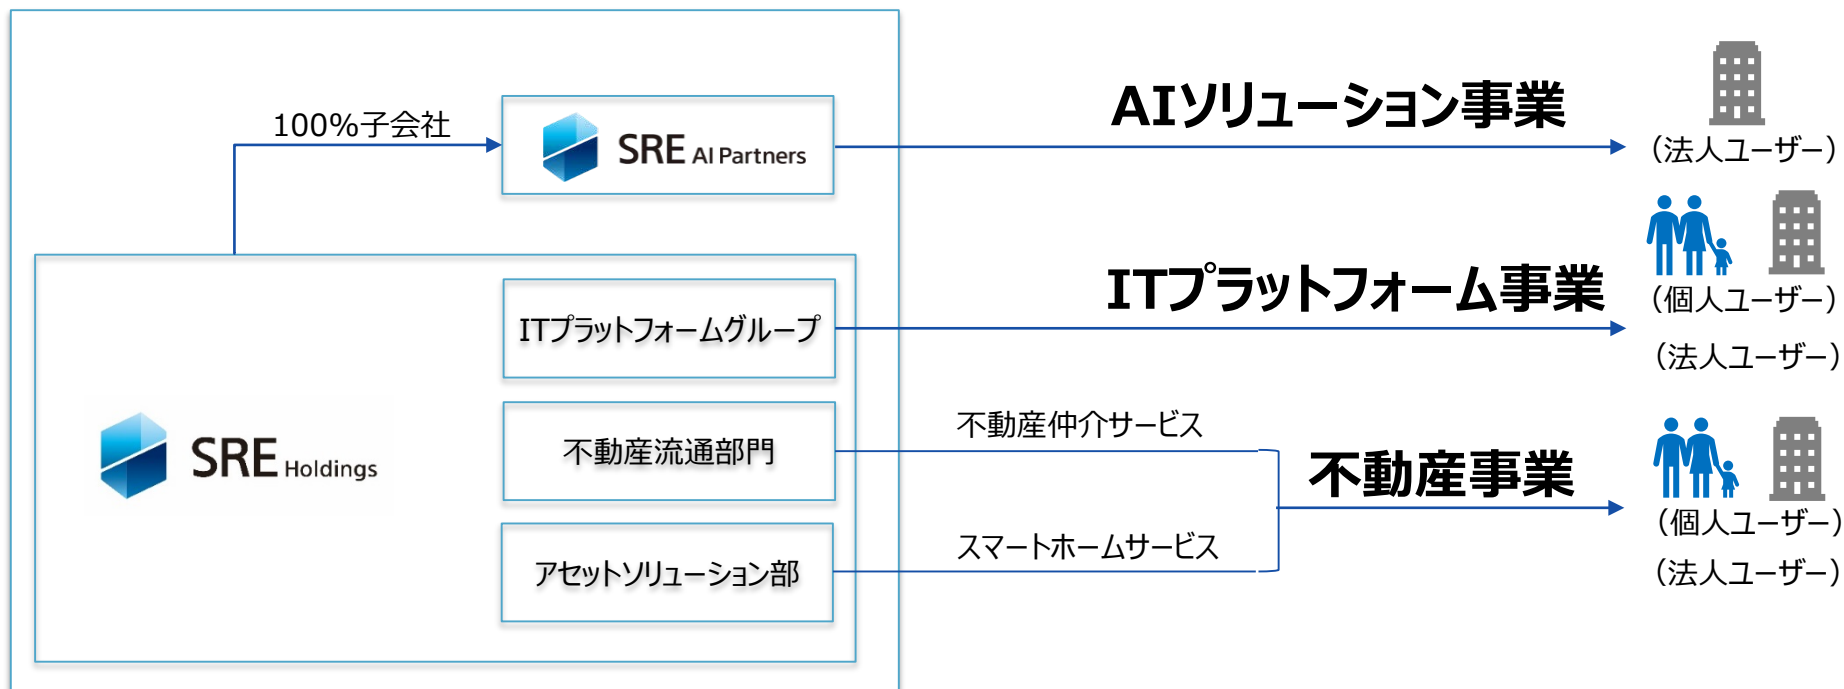 100%子会社
SRE AI Partners
AIソリューション事業
(法人ユーザー)
SRE Holdings
ITプラットフォームグループ
ITプラットフォーム事業
(個人ユーザー)
(法人ユーザー)
不動産流通部門
不動産仲介サービス
アセットソリューション部
スマートホームサービス
不動産事業
(個人ユーザー)
(法人ユーザー)